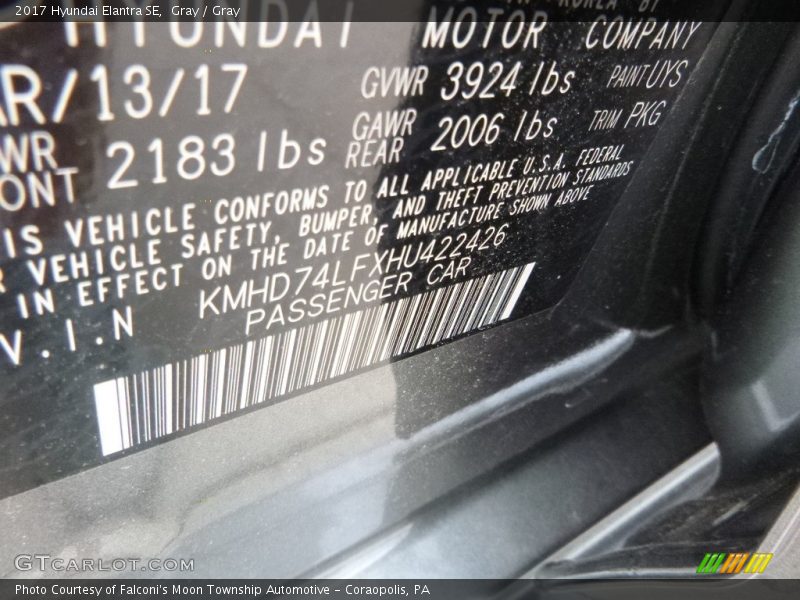 2017 Hyundai Elantra SE, Gray / Gray
KOREA BY
HYUNDAI MOTOR COMPANY
AR/13/17 GVWR 3924 lbs PAINT UYS
WR ONT 2183 lbs GAWR REAR 2006 lbs TRIM PKG
IS VEHICLE CONFORMS TO ALL APPLICABLE U.S.A. FEDERAL
R VEHICLE SAFETY, BUMPER, AND THEFT PREVENTION STANDARDS
IN EFFECT ON THE DATE OF MANUFACTURE SHOWN ABOVE
V.I.N KMHD74LFXHU422426
PASSENGER CAR
GTCARLOT.COM
Photo Courtesy of Falconi's Moon Township Automotive – Coraopolis, PA